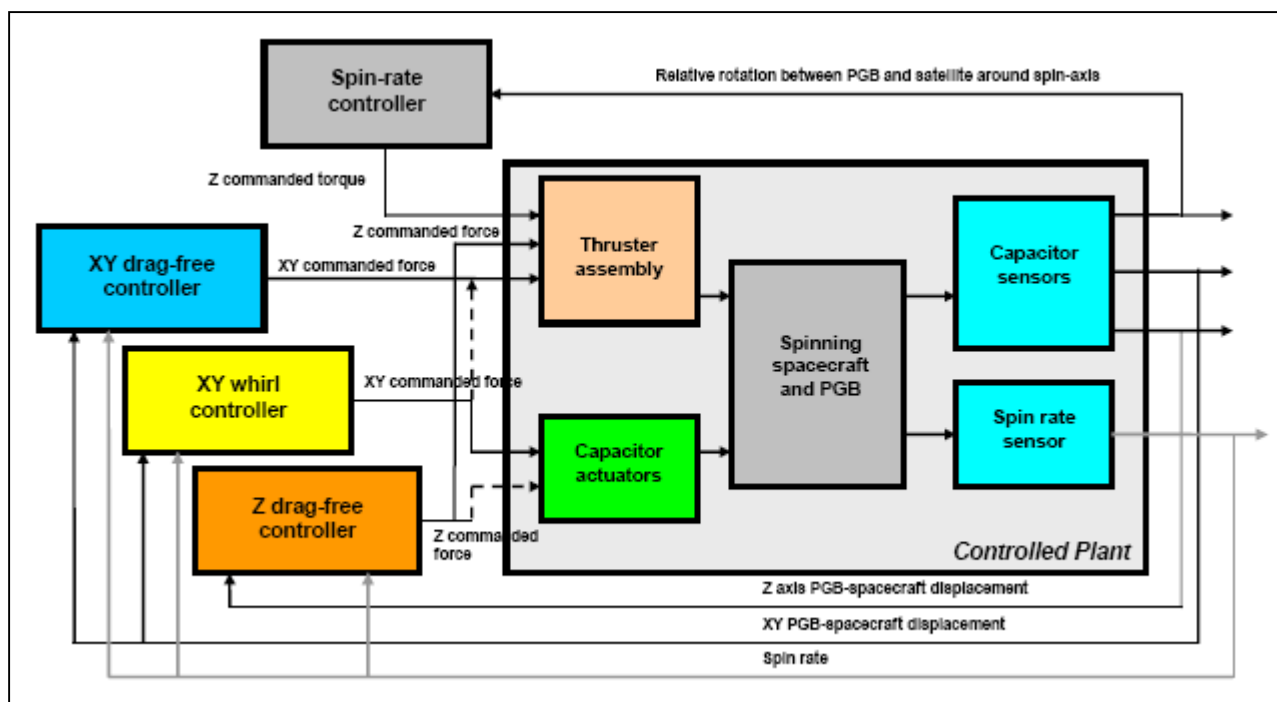 Spin-rate
controller
Relative rotation between PGB and satellite around spin-axis
Z commanded torque
Z commanded force
XY drag-free
controller
XY commanded force
Thruster
assembly
Capacitor
sensors
Spinning
spacecraft
and PGB
XY whirl
controller
XY commanded force
Capacitor
actuators
Spin rate
sensor
Z drag-free
controller
Z commanded
force
Controlled Plant
Z axis PGB-spacecraft displacement
XY PGB-spacecraft displacement
Spin rate